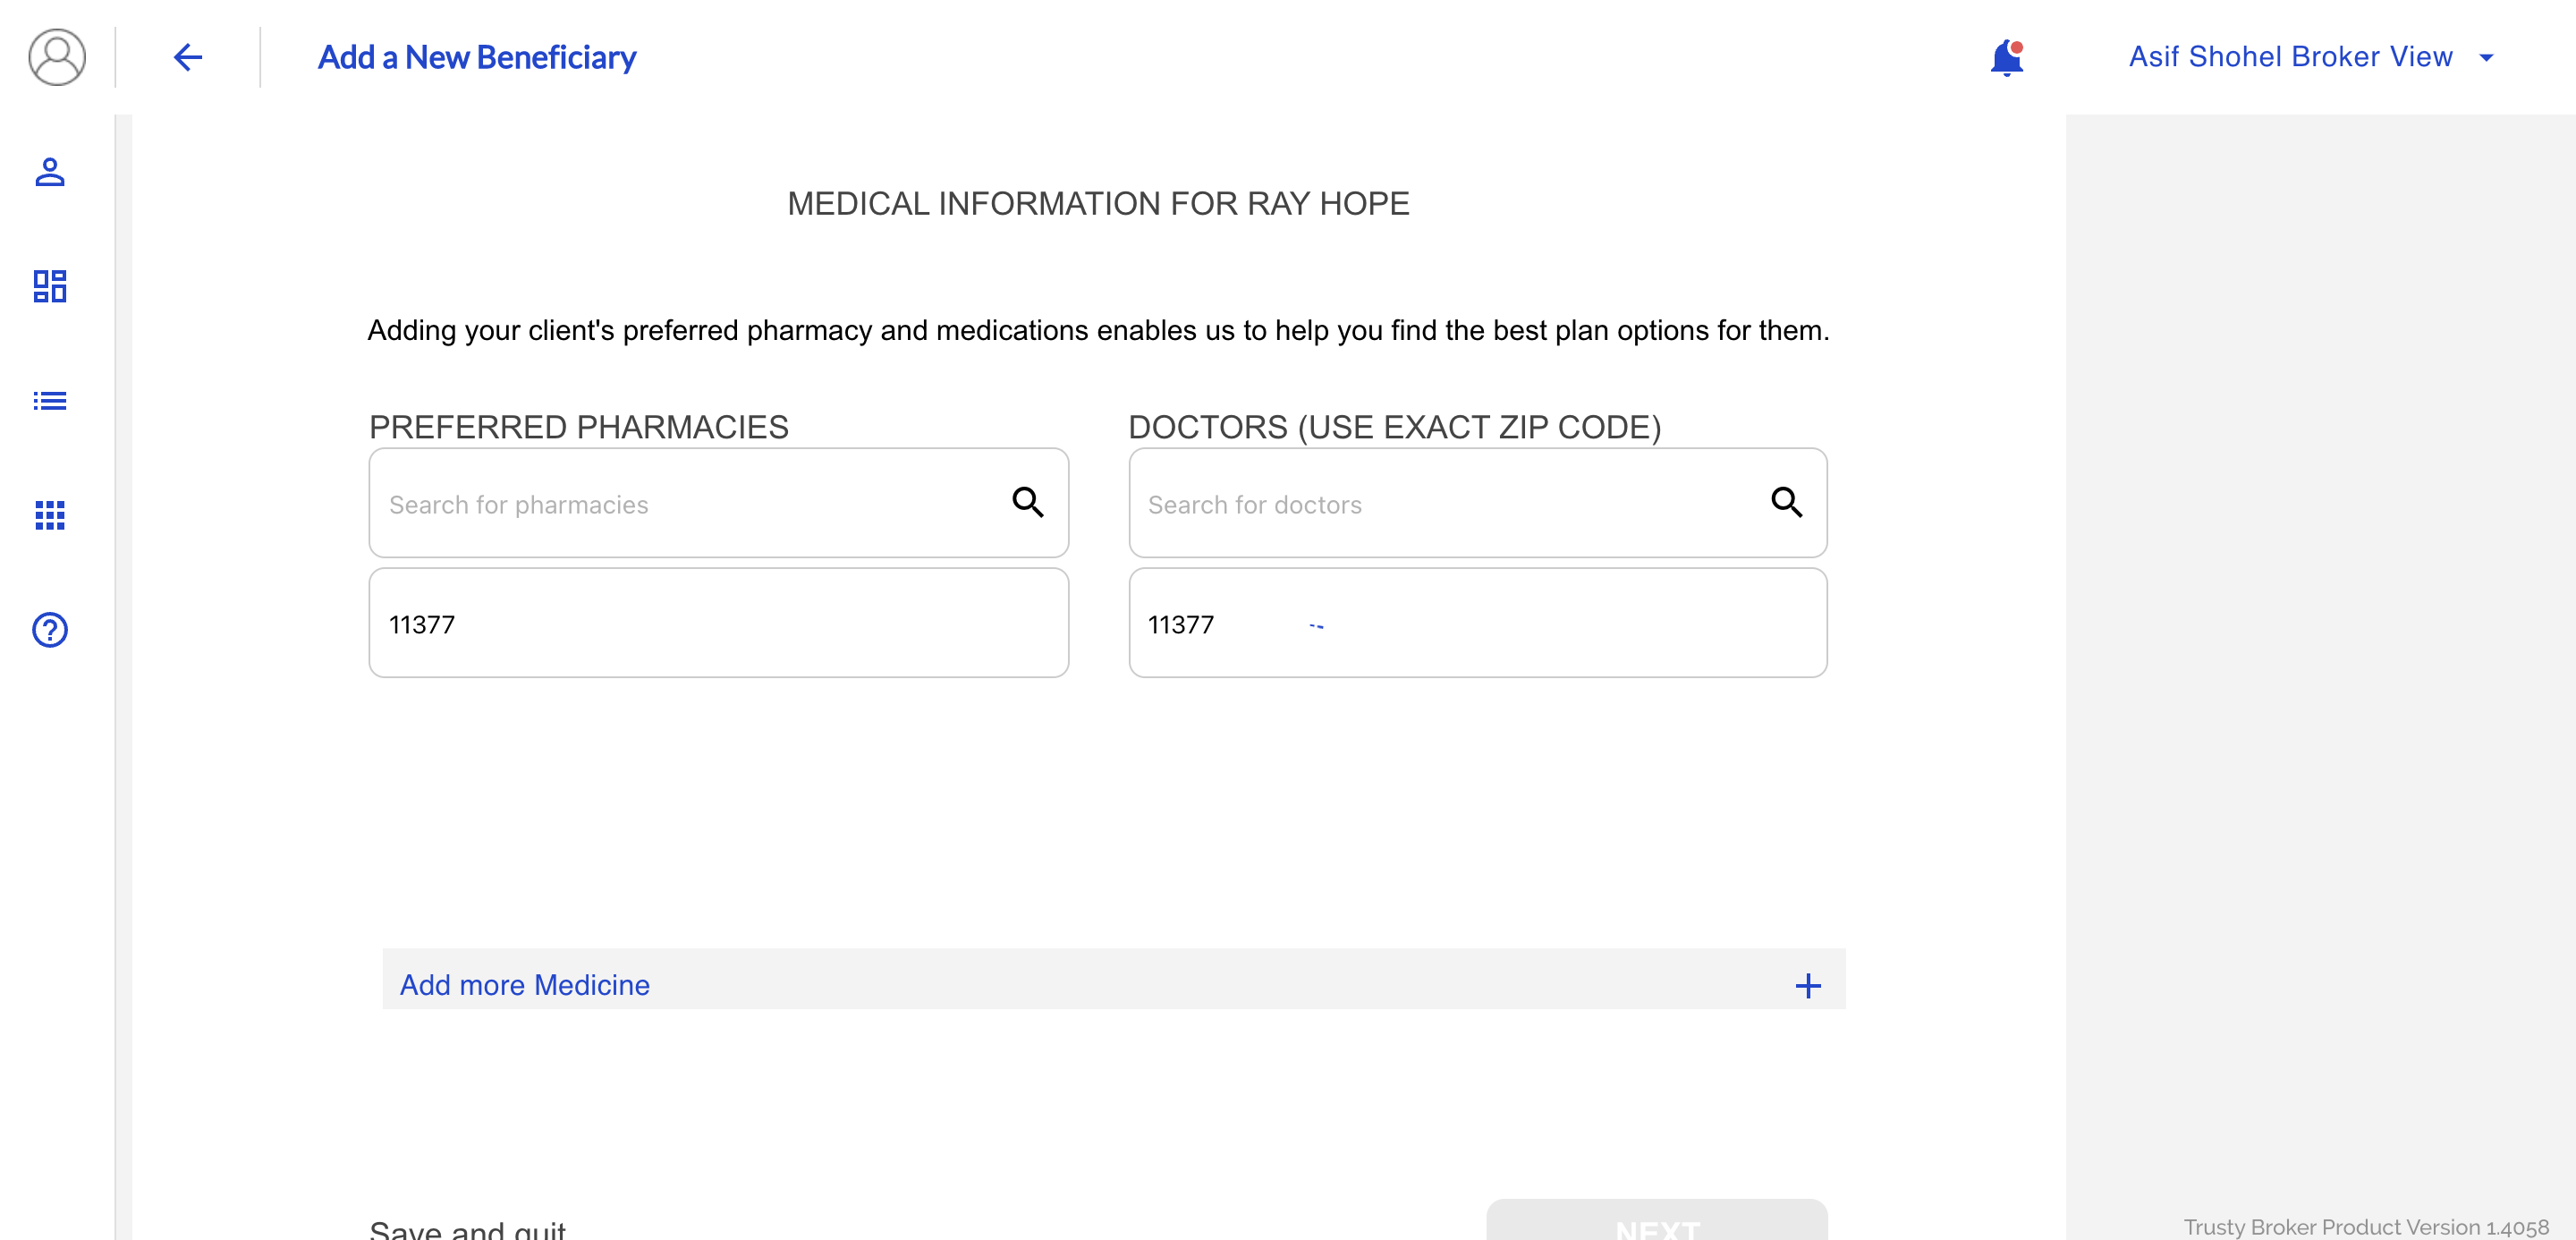 Add a New Beneficiary
Asif Shohel Broker View
MEDICAL INFORMATION FOR RAY HOPE
Adding your client's preferred pharmacy and medications enables us to help you find the best plan options for them.
PREFERRED PHARMACIES
DOCTORS (USE EXACT ZIP CODE)
Search for pharmacies
Search for doctors
11377
11377
Add more Medicine
Save and quit
NEXT
Trusty Broker Product Version 1.4058